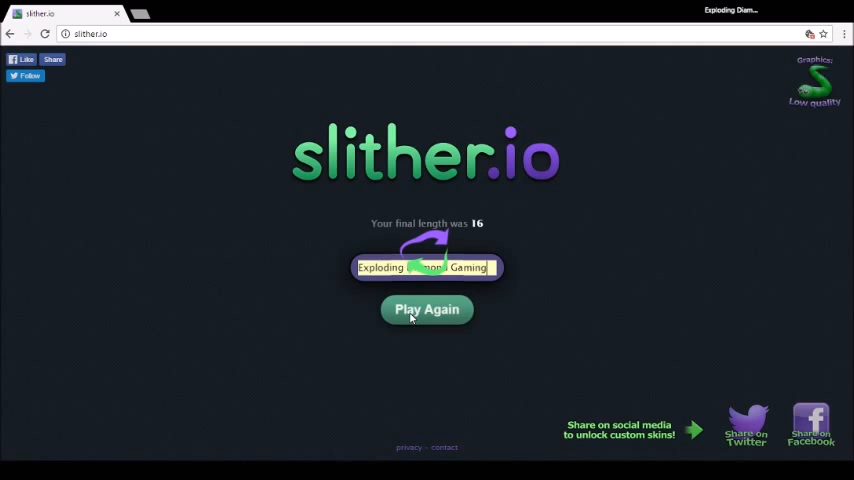 slither.io
Exploding Diam...
slither.io
Like
Share
Follow
Graphics:
Low quality
slither.io
Your final length was 16
Exploding Diamond Gaming
Play Again
Share on social media
to unlock custom skins!
Share on
Twitter
Share on
Facebook
privacy - contact